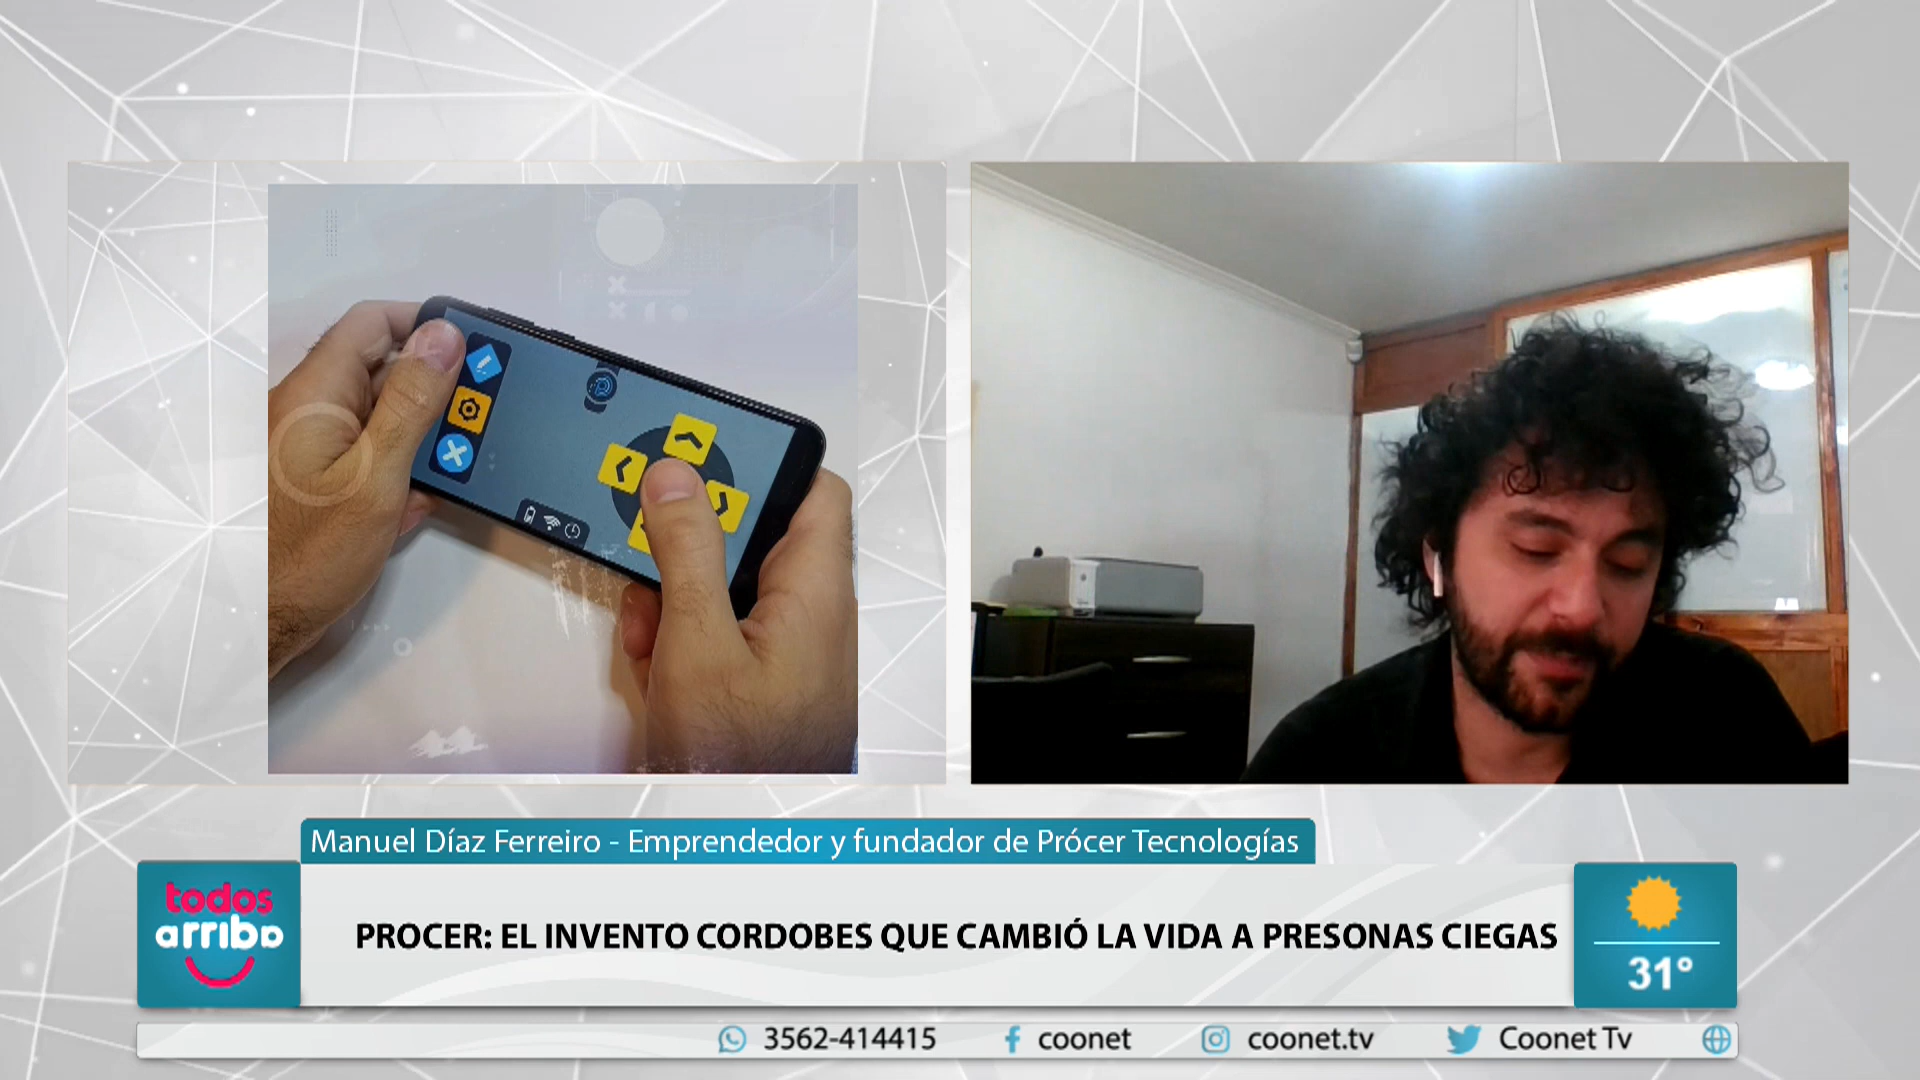 Manuel Díaz Ferreiro - Emprendedor y fundador de Prócer Tecnologías
todos
arriba
PROCER: EL INVENTO CORDOBES QUE CAMBIÓ LA VIDA A PRESONAS CIEGAS
31°
3562-414415 coonet coonet.tv Coonet Tv